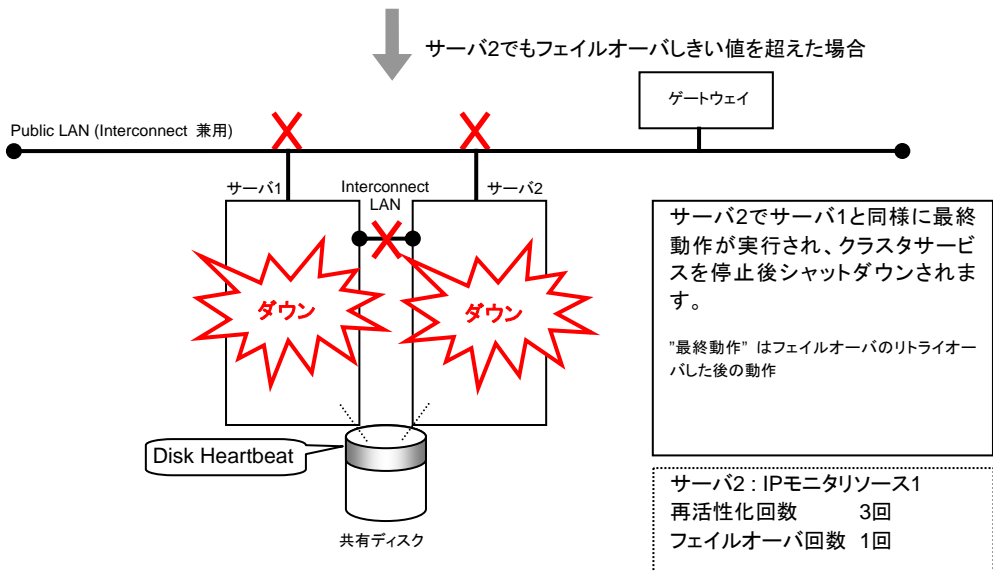 サーバ2でもフェイルオーバしきい値を超えた場合
ゲートウェイ
Public LAN (Interconnect 兼用)
サーバ1
Interconnect
LAN
サーバ2
ダウン
ダウン
サーバ2でサーバ1と同様に最終
動作が実行され、クラスタサービ
スを停止後シャットダウンされま
す。
”最終動作” はフェイルオーバのリトライオー
バした後の動作
Disk Heartbeat
共有ディスク
サーバ2 : IPモニタリソース1
再活性化回数 3回
フェイルオーバ回数 1回